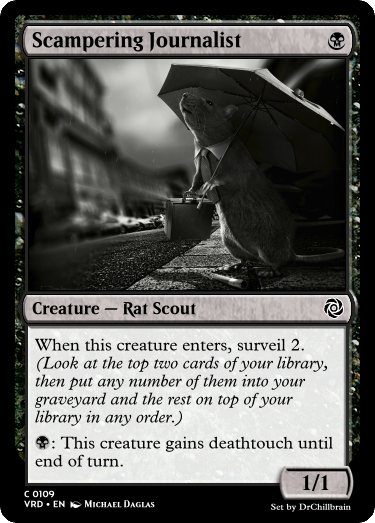 Scampering Journalist
Creature — Rat Scout
When this creature enters, surveil 2.
(Look at the top two cards of your library,
then put any number of them into your
graveyard and the rest on top of your
library in any order.)
: This creature gains deathtouch until
end of turn.
1/1
C 0109
VRD • EN Michael Daglas
Set by DrChillbrain